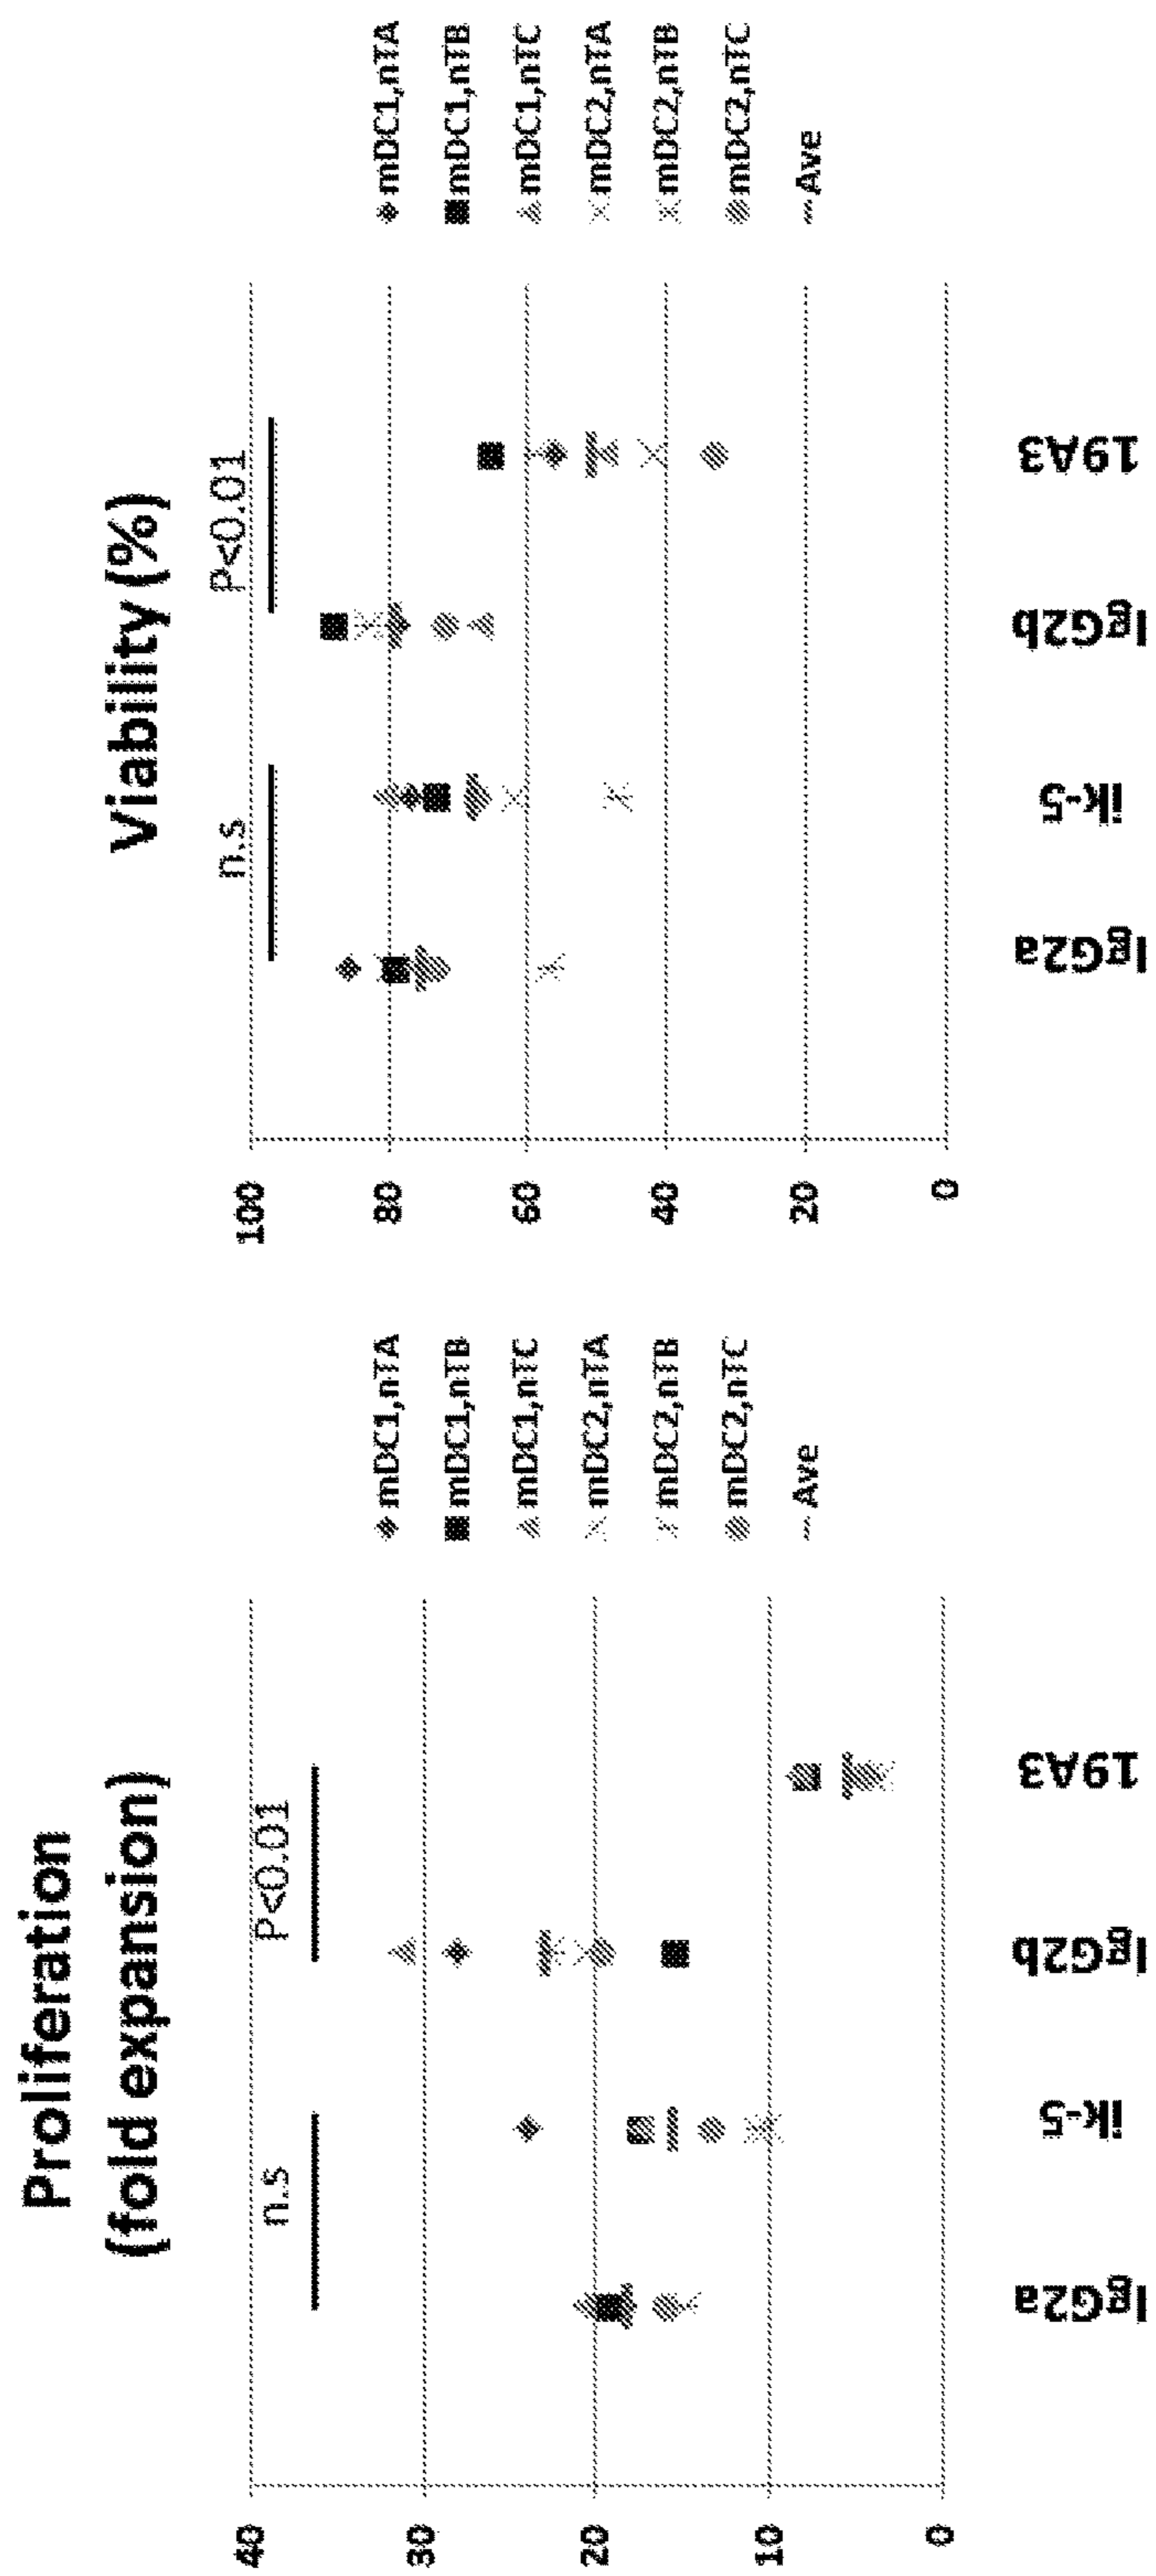 Proliferation
(fold expansion)
40
30
20
10
0
n.s
P<0.01
IgG2a
iK-5
IgG2b
19A3
mDC1,nTA
mDC1,nTB
mDC1,nTC
mDC2,nTA
mDC2,nTB
mDC2,nTC
Ave
Viability (%)
100
80
60
40
20
0
n.s
P<0.01
IgG2a
iK-5
IgG2b
19A3
mDC1,nTA
mDC1,nTB
mDC1,nTC
mDC2,nTA
mDC2,nTB
mDC2,nTC
Ave